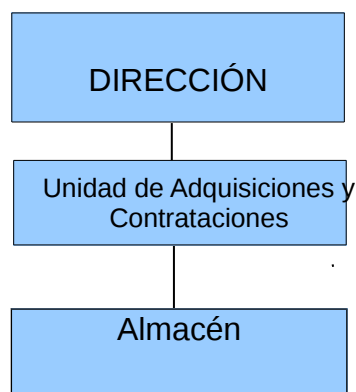 DIRECCIÓN
Unidad de Adquisiciones y
Contrataciones
.
Almacén